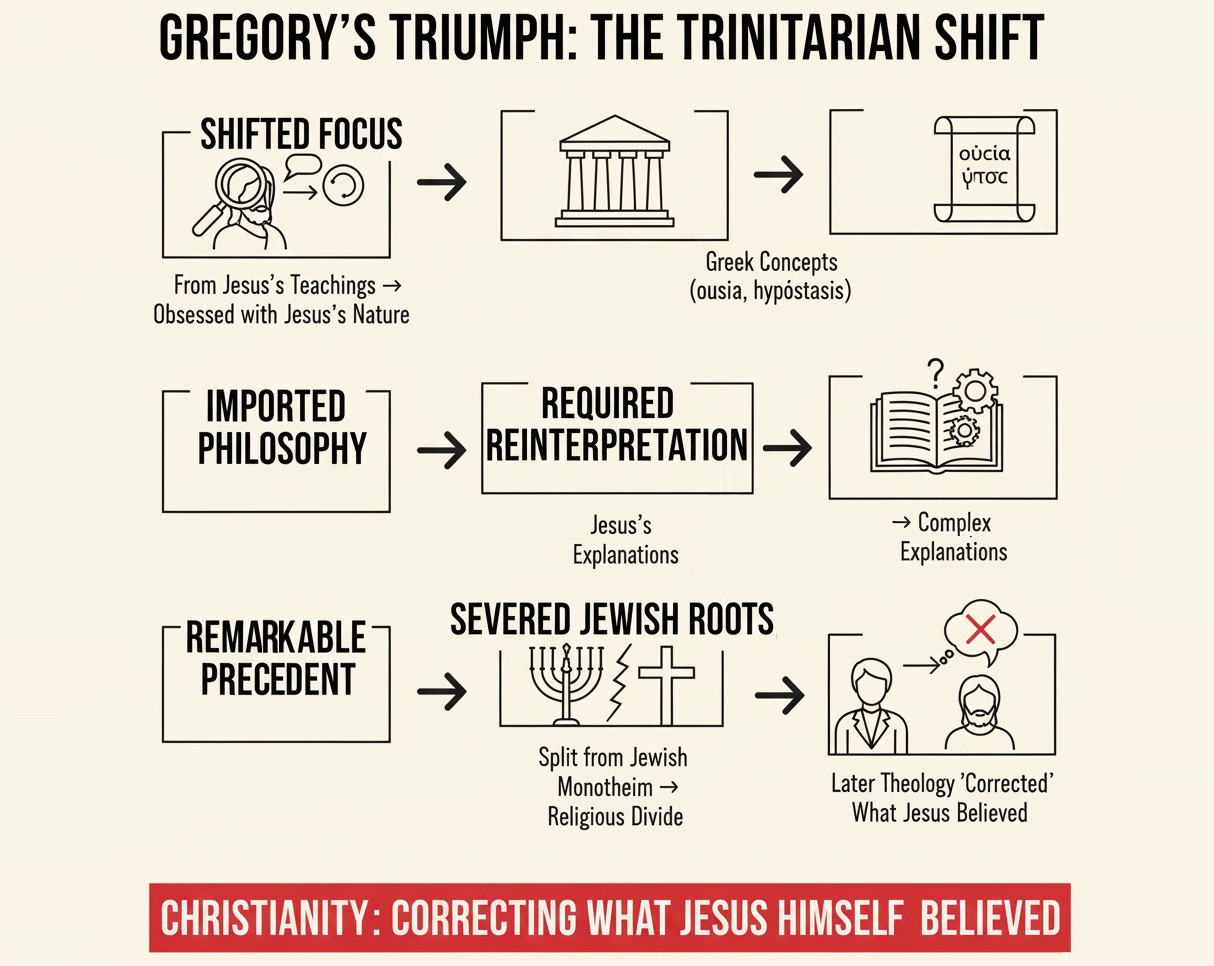 GREGORY'S TRIUMPH: THE TRINITARIAN SHIFT
SHIFTED FOCUS
From Jesus's Teachings →
Obsessed with Jesus's Nature
οὐcία
Greek Concepts
(ousia, hypóstasis)
IMPORTED
PHILOSOPHY
REQUIRED
REINTERPRETATION
Jesus's
Explanations
?
→ Complex
Explanations
REMARKABLE
PRECEDENT
SEVERED JEWISH ROOTS
Split from Jewish
Monotheim →
Religious Divide
Later Theology 'Corrected'
What Jesus Believed
CHRISTIANITY: CORRECTING WHAT JESUS HIMSELF BELIEVED